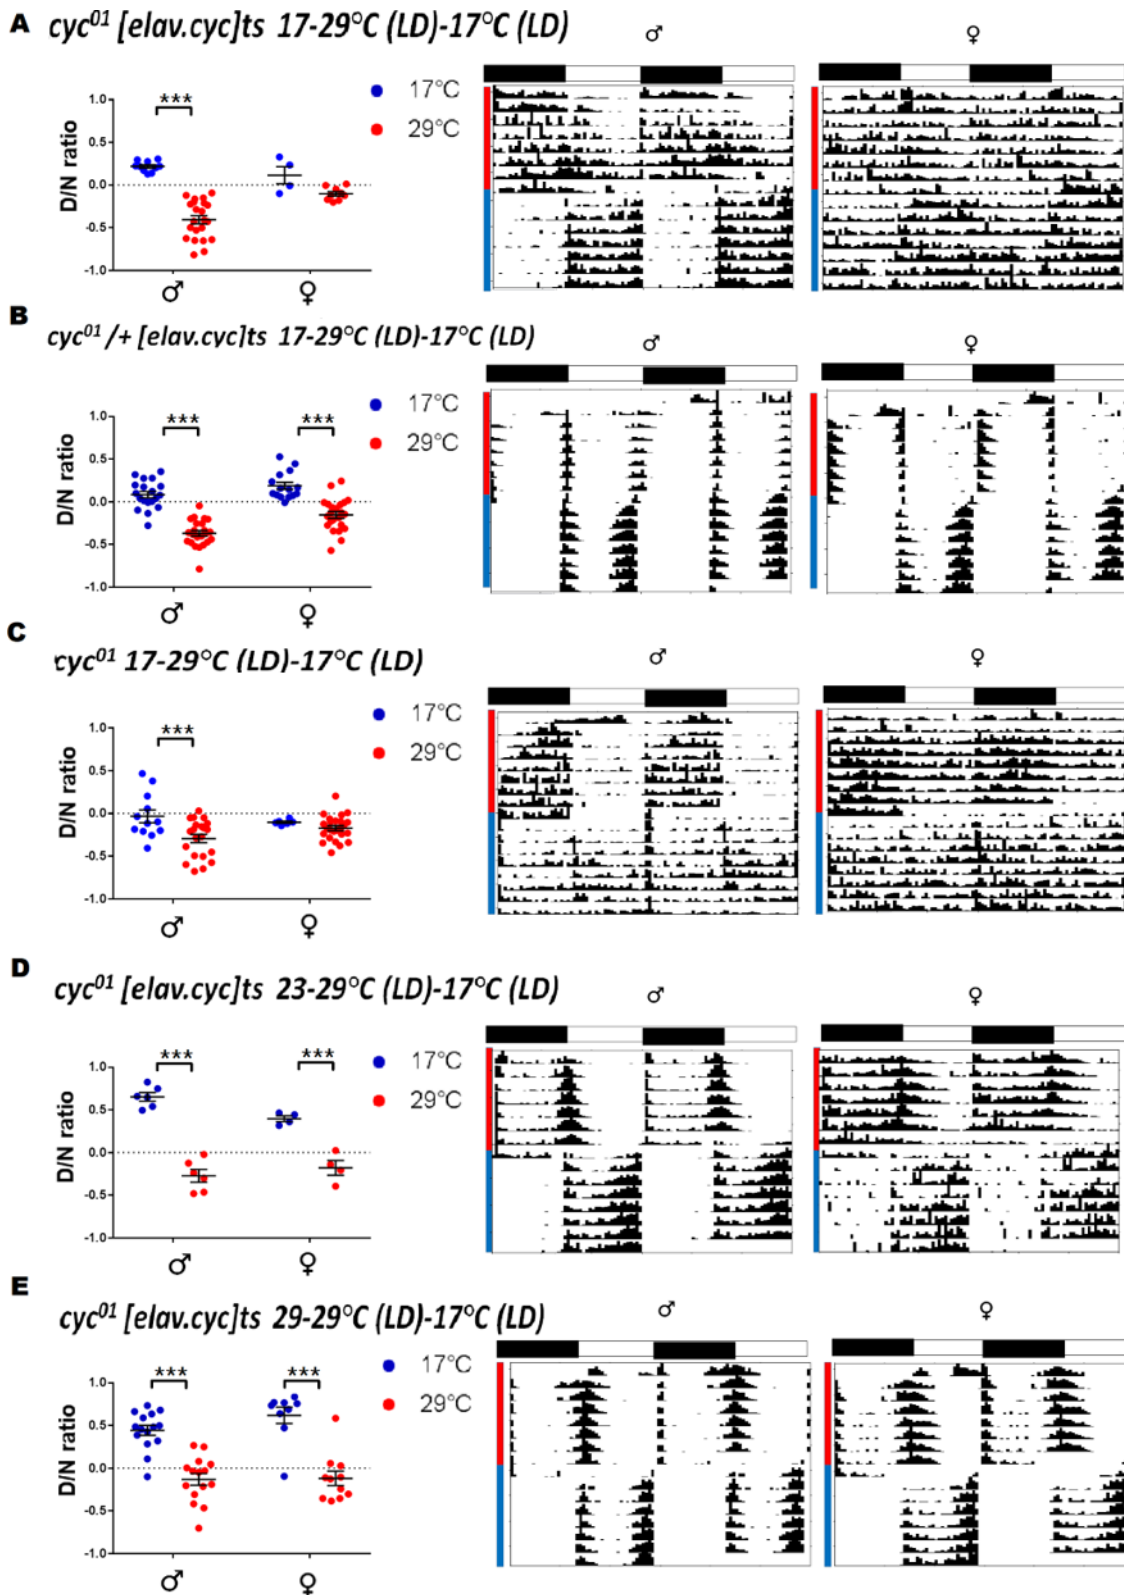 A cyc⁰¹ [elav.cyc]ts 17-29°C (LD)-17°C (LD)
♂ ♀
17°C
29°C
***
D/N ratio
1.0
0.5
0.0
-0.5
-1.0
♂ ♀
B
cyc⁰¹/+ [elav.cyc]ts 17-29°C (LD)-17°C (LD)
♂ ♀
17°C
29°C
*** ***
D/N ratio
1.0
0.5
0.0
-0.5
-1.0
♂ ♀
C
cyc⁰¹ 17-29°C (LD)-17°C (LD)
♂ ♀
17°C
29°C
***
D/N ratio
1.0
0.5
0.0
-0.5
-1.0
♂ ♀
D
cyc⁰¹ [elav.cyc]ts 23-29°C (LD)-17°C (LD)
♂ ♀
17°C
29°C
*** ***
D/N ratio
1.0
0.5
0.0
-0.5
-1.0
♂ ♀
E
cyc⁰¹ [elav.cyc]ts 29-29°C (LD)-17°C (LD)
♂ ♀
17°C
29°C
*** ***
D/N ratio
1.0
0.5
0.0
-0.5
-1.0
♂ ♀